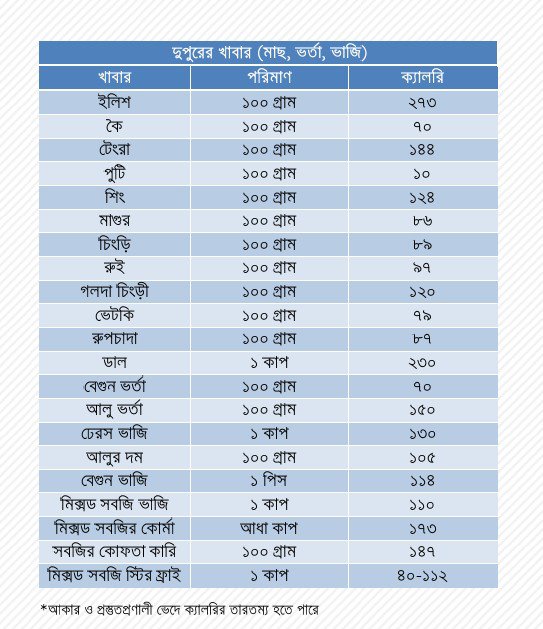 দুপুরের খাবার (মাছ, ভর্তা, ভাজি)
খাবার পরিমাণ ক্যালরি
ইলিশ ১০০ গ্রাম ২৭৩
কৈ ১০০ গ্রাম ৭০
টেংরা ১০০ গ্রাম ১৪৪
পুটি ১০০ গ্রাম ১০
শিং ১০০ গ্রাম ১২৪
মাগুর ১০০ গ্রাম ৮৬
চিংড়ি ১০০ গ্রাম ৮৯
রুই ১০০ গ্রাম ৯৭
গলদা চিংড়ী ১০০ গ্রাম ১২০
ভেটকি ১০০ গ্রাম ৭৯
রুপচাদা ১০০ গ্রাম ৮৭
ডাল ১ কাপ ২৩০
বেগুন ভর্তা ১০০ গ্রাম ৭০
আলু ভর্তা ১০০ গ্রাম ১৫০
ঢেরস ভাজি ১ কাপ ১৩০
আলুর দম ১০০ গ্রাম ১০৫
বেগুন ভাজি ১ পিস ১১৪
মিক্সড সবজি ভাজি ১ কাপ ১১০
মিক্সড সবজির কোর্মা আধা কাপ ১৭৩
সবজির কোফতা কারি ১০০ গ্রাম ১৪৭
মিক্সড সবজি স্টির ফ্রাই ১ কাপ ৪০-১১২
*আকার ও প্রস্তুতপ্রণালী ভেদে ক্যালরির তারতম্য হতে পারে